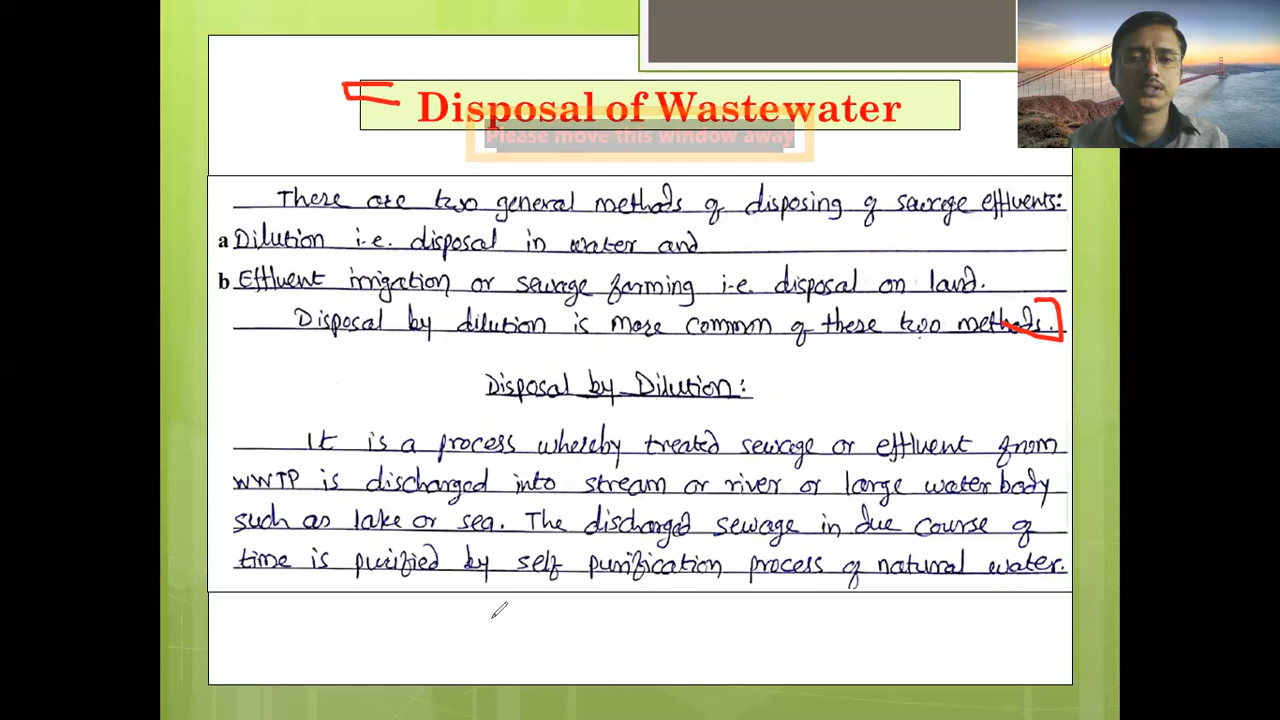 Disposal of Wastewater
Please move this window away
There are two general methods of disposing of sewage effluents:
a Dilution i.e. disposal in water and
b Effluent irrigation or sewage farming i.e. disposal on land.
Disposal by dilution is more common of these two methods.
Disposal by Dilution:
It is a process whereby treated sewage or effluent from
WWTP is discharged into stream or river or large water body
such as lake or sea. The discharged sewage in due course of
time is purified by self purification process of natural water.